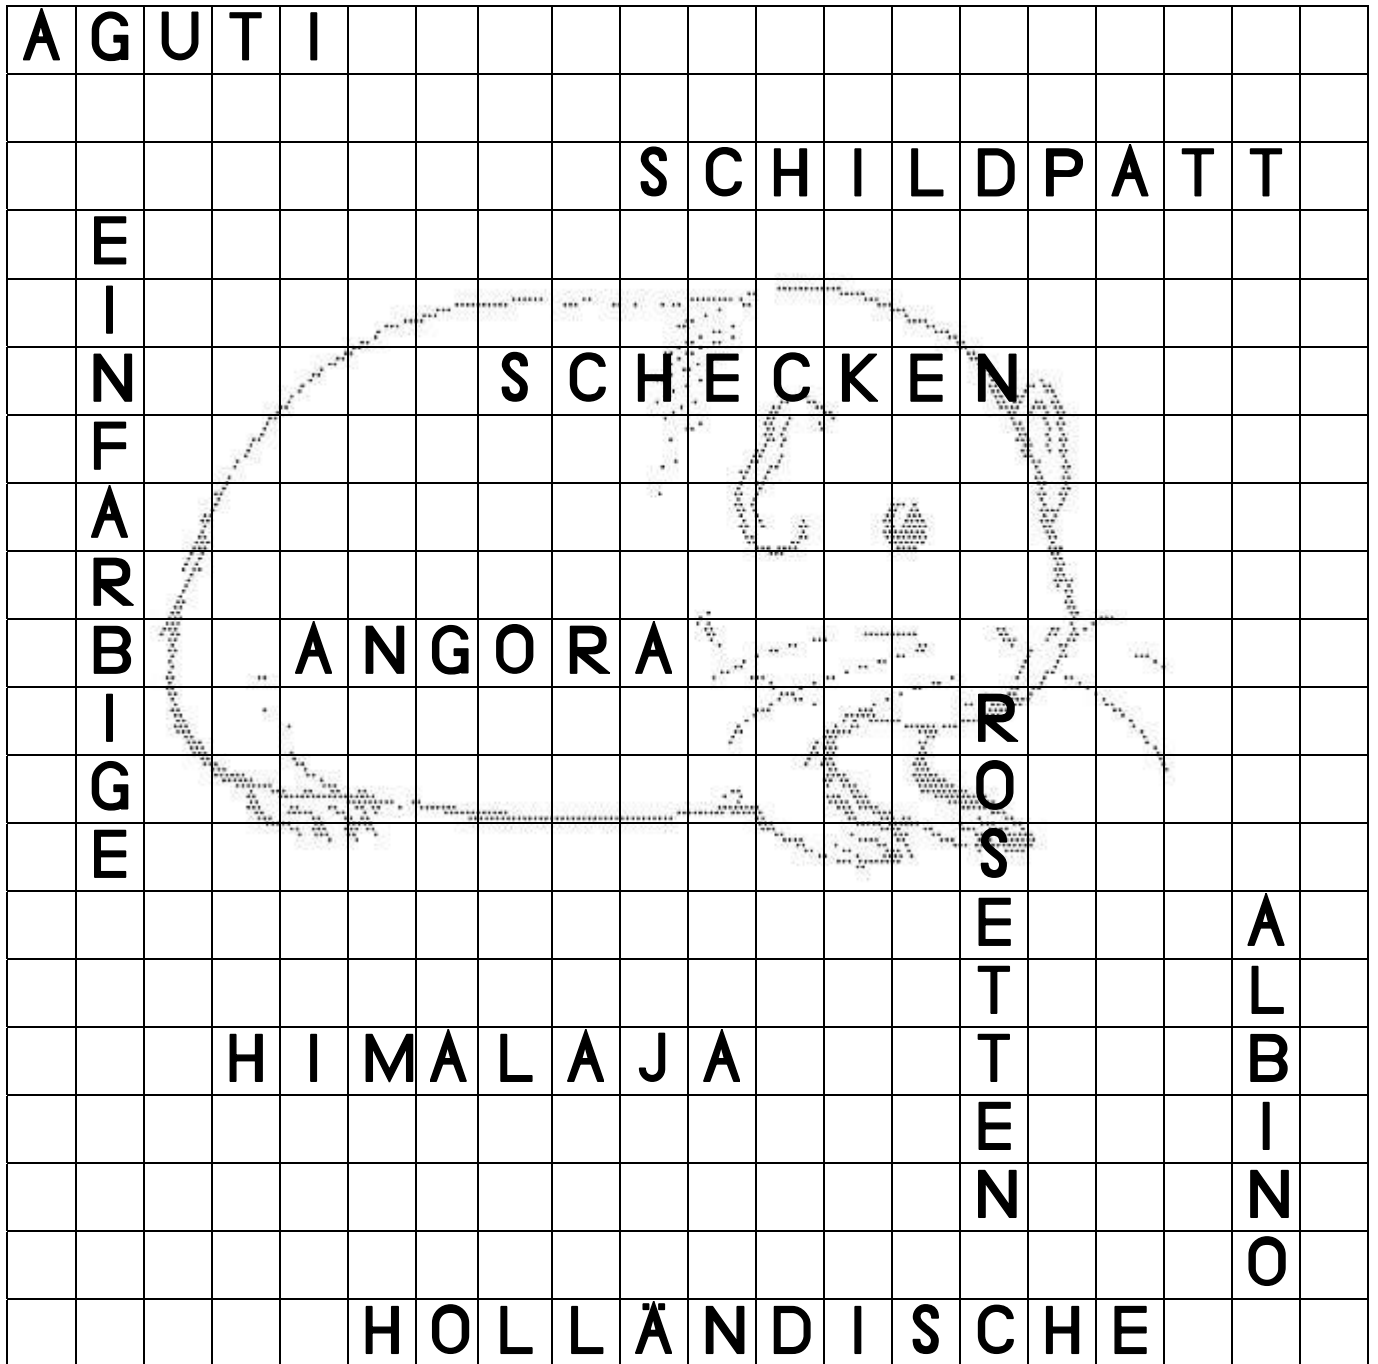 AGUTI
SCHILDPATT
EINFARBIGE
SCHECKEN
ANGORA
ROSETTEN
ALBINO
HIMALAJA
HOLLÄNDISCHE